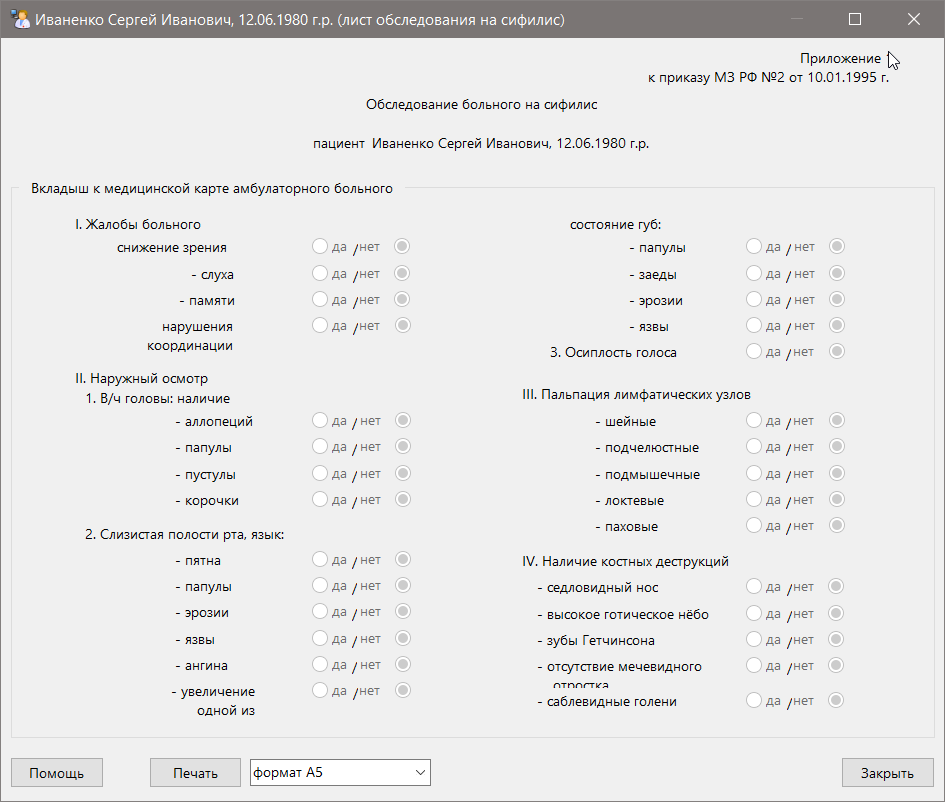 Иваненко Сергей Иванович, 12.06.1980 г.р. (лист обследования на сифилис)
Приложение
к приказу МЗ РФ №2 от 10.01.1995 г.
Обследование больного на сифилис
пациент Иваненко Сергей Иванович, 12.06.1980 г.р.
Вкладыш к медицинской карте амбулаторного больного
I. Жалобы больного
снижение зрения да / нет
- слуха да / нет
- памяти да / нет
нарушения
координации да / нет
II. Наружный осмотр
1. В/ч головы: наличие
- аллопеций да / нет
- папулы да / нет
- пустулы да / нет
- корочки да / нет
2. Слизистая полости рта, язык:
- пятна да / нет
- папулы да / нет
- эрозии да / нет
- язвы да / нет
- ангина да / нет
- увеличение
одной из да / нет
состояние губ:
- папулы да / нет
- заеды да / нет
- эрозии да / нет
- язвы да / нет
3. Осиплость голоса да / нет
III. Пальпация лимфатических узлов
- шейные да / нет
- подчелюстные да / нет
- подмышечные да / нет
- локтевые да / нет
- паховые да / нет
IV. Наличие костных деструкций
- седловидный нос да / нет
- высокое готическое нёбо да / нет
- зубы Гетчинсона да / нет
- отсутствие мечевидного
отростка да / нет
- саблевидные голени да / нет
Помощь
Печать
формат А5
Закрыть